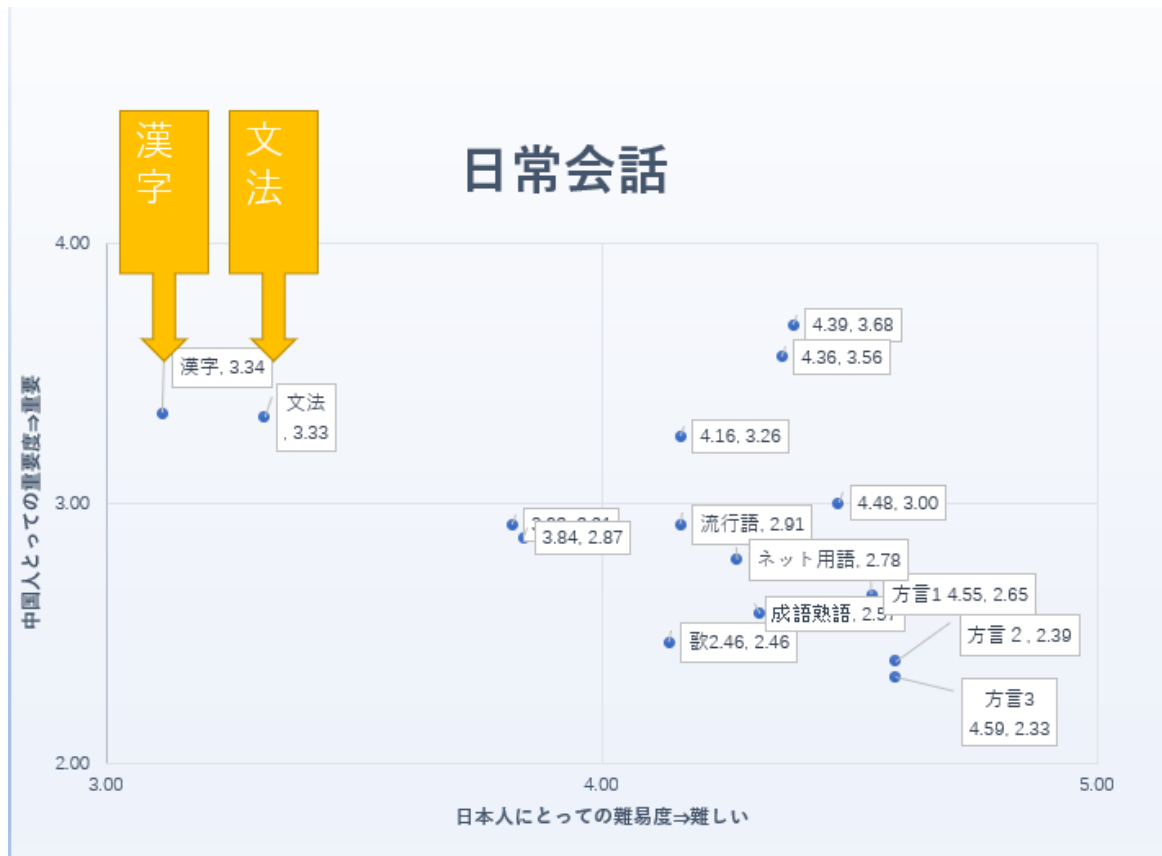 漢
字
文
法
日常会話
4.00
3.00
2.00
3.00
4.00
5.00
中国人とっての重要度⇒重要
日本人にとっての難易度⇒難しい
漢字, 3.34
文法
, 3.33
4.39, 3.68
4.36, 3.56
4.16, 3.26
4.48, 3.00
3.84, 2.87
流行語, 2.91
ネット用語, 2.78
方言1 4.55, 2.65
成語熟語, 2.57
歌2.46, 2.46
方言２, 2.39
方言3
4.59, 2.33